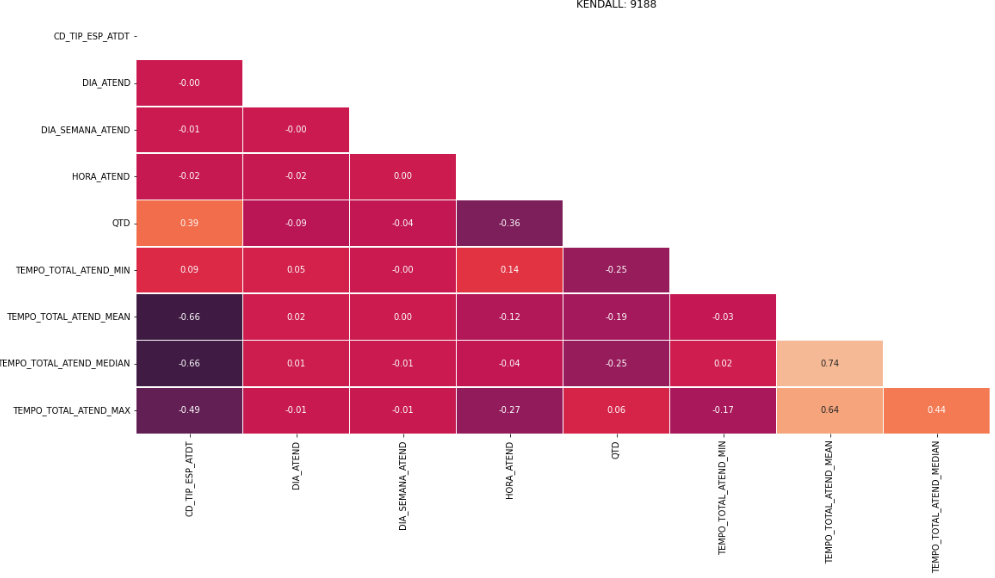 KENDALL: 9188
CD_TIP_ESP_ATDT
DIA_ATEND -0.00
DIA_SEMANA_ATEND -0.01 -0.00
HORA_ATEND -0.02 -0.02 0.00
QTD 0.39 -0.09 -0.04 -0.36
TEMPO_TOTAL_ATEND_MIN 0.09 0.05 -0.00 0.14 -0.25
TEMPO_TOTAL_ATEND_MEAN -0.66 0.02 0.00 -0.12 -0.19 -0.03
TEMPO_TOTAL_ATEND_MEDIAN -0.66 0.01 -0.01 -0.04 -0.25 0.02 0.74
TEMPO_TOTAL_ATEND_MAX -0.49 -0.01 -0.01 -0.27 0.06 -0.17 0.64 0.44
CD_TIP_ESP_ATDT
DIA_ATEND
DIA_SEMANA_ATEND
HORA_ATEND
QTD
TEMPO_TOTAL_ATEND_MIN
TEMPO_TOTAL_ATEND_MEAN
TEMPO_TOTAL_ATEND_MEDIAN